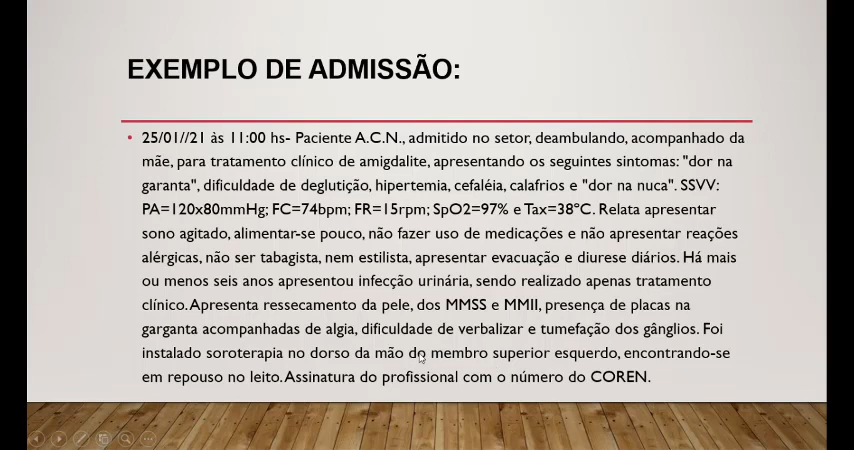 EXEMPLO DE ADMISSÃO:
• 25/01//21 às 11:00 hs- Paciente A.C.N., admitido no setor, deambulando, acompanhado da
mãe, para tratamento clínico de amigdalite, apresentando os seguintes sintomas: "dor na
garanta", dificuldade de deglutição, hipertemia, cefaléia, calafrios e "dor na nuca". SSVV:
PA=120x80mmHg; FC=74bpm; FR=15rpm; SpO2=97% e Tax=38ºC. Relata apresentar
sono agitado, alimentar-se pouco, não fazer uso de medicações e não apresentar reações
alérgicas, não ser tabagista, nem estilista, apresentar evacuação e diurese diários. Há mais
ou menos seis anos apresentou infecção urinária, sendo realizado apenas tratamento
clínico. Apresenta ressecamento da pele, dos MMSS e MMII, presença de placas na
garganta acompanhadas de algia, dificuldade de verbalizar e tumefação dos gânglios. Foi
instalado soroterapia no dorso da mão do membro superior esquerdo, encontrando-se
em repouso no leito. Assinatura do profissional com o número do COREN.